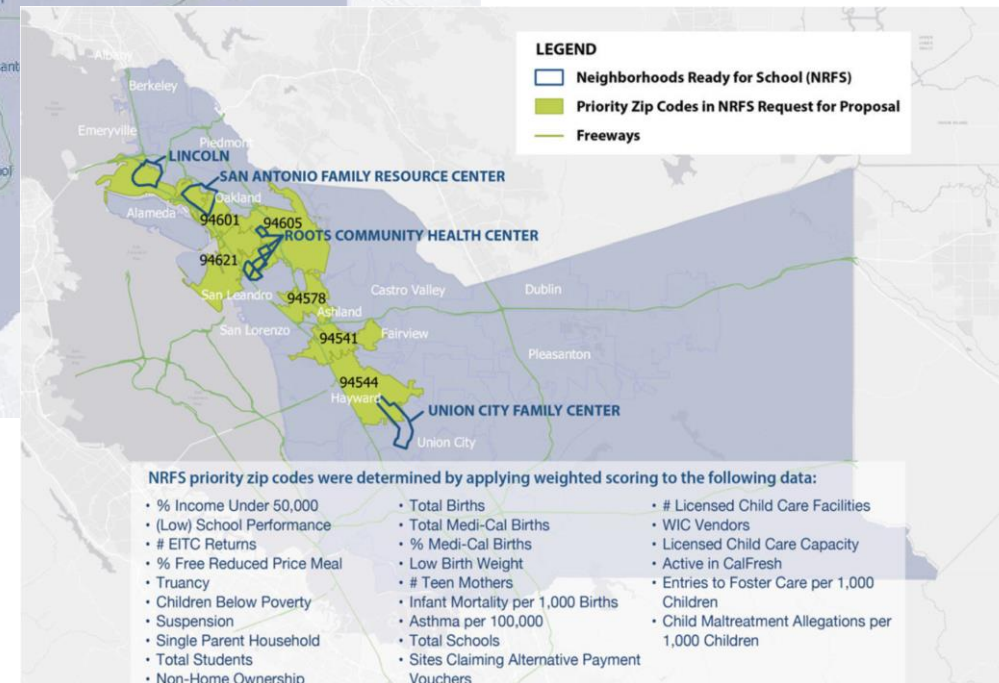 ant
ool
LEGEND
Neighborhoods Ready for School (NRFS)
Priority Zip Codes in NRFS Request for Proposal
Freeways
Albany
Berkeley
Emeryville
Piedmont
LINCOLN
SAN ANTONIO FAMILY RESOURCE CENTER
Oakland
Alameda
94601
94605
ROOTS COMMUNITY HEALTH CENTER
94621
San Leandro
94578
Castro Valley
Dublin
Ashland
San Lorenzo
94541
Fairview
Pleasanton
94544
Hayward
UNION CITY FAMILY CENTER
Union City
NRFS priority zip codes were determined by applying weighted scoring to the following data:
• % Income Under 50,000
• (Low) School Performance
• # EITC Returns
• % Free Reduced Price Meal
• Truancy
• Children Below Poverty
• Suspension
• Single Parent Household
• Total Students
• Non-Home Ownership
• Total Births
• Total Medi-Cal Births
• % Medi-Cal Births
• Low Birth Weight
• # Teen Mothers
• Infant Mortality per 1,000 Births
• Asthma per 100,000
• Total Schools
• Sites Claiming Alternative Payment
Vouchers
• # Licensed Child Care Facilities
• WIC Vendors
• Licensed Child Care Capacity
• Active in CalFresh
• Entries to Foster Care per 1,000
Children
• Child Maltreatment Allegations per
1,000 Children